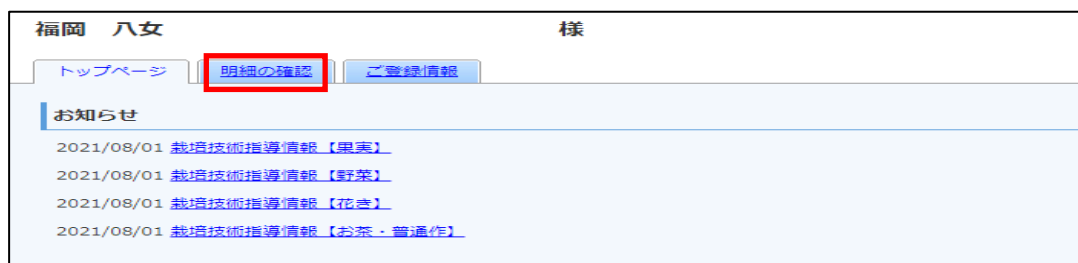 福岡　八女　様
トップページ　明細の確認　ご登録情報
お知らせ
2021/08/01 栽培技術指導情報【果実】
2021/08/01 栽培技術指導情報【野菜】
2021/08/01 栽培技術指導情報【花き】
2021/08/01 栽培技術指導情報【お茶・普通作】